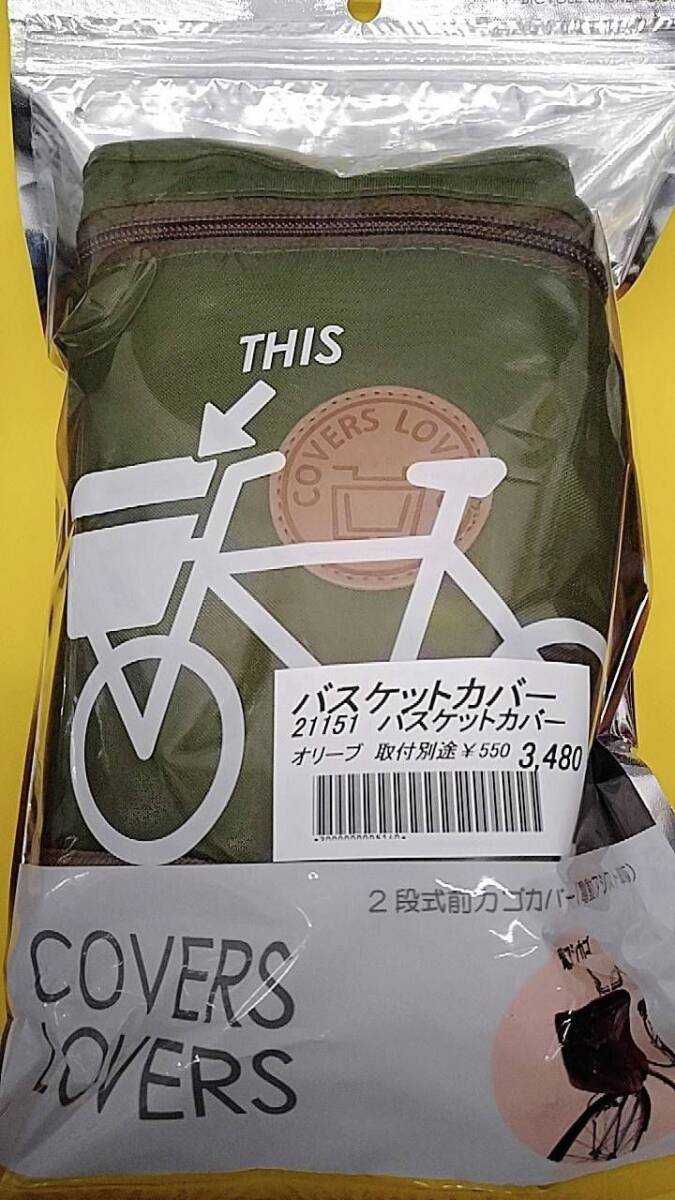 THIS
COVERS LOV
バスケットカバー
21151 バスケットカバー
オリーブ 取付別途¥550 3,480
2段式前カゴカバー
COVERS
LOVERS